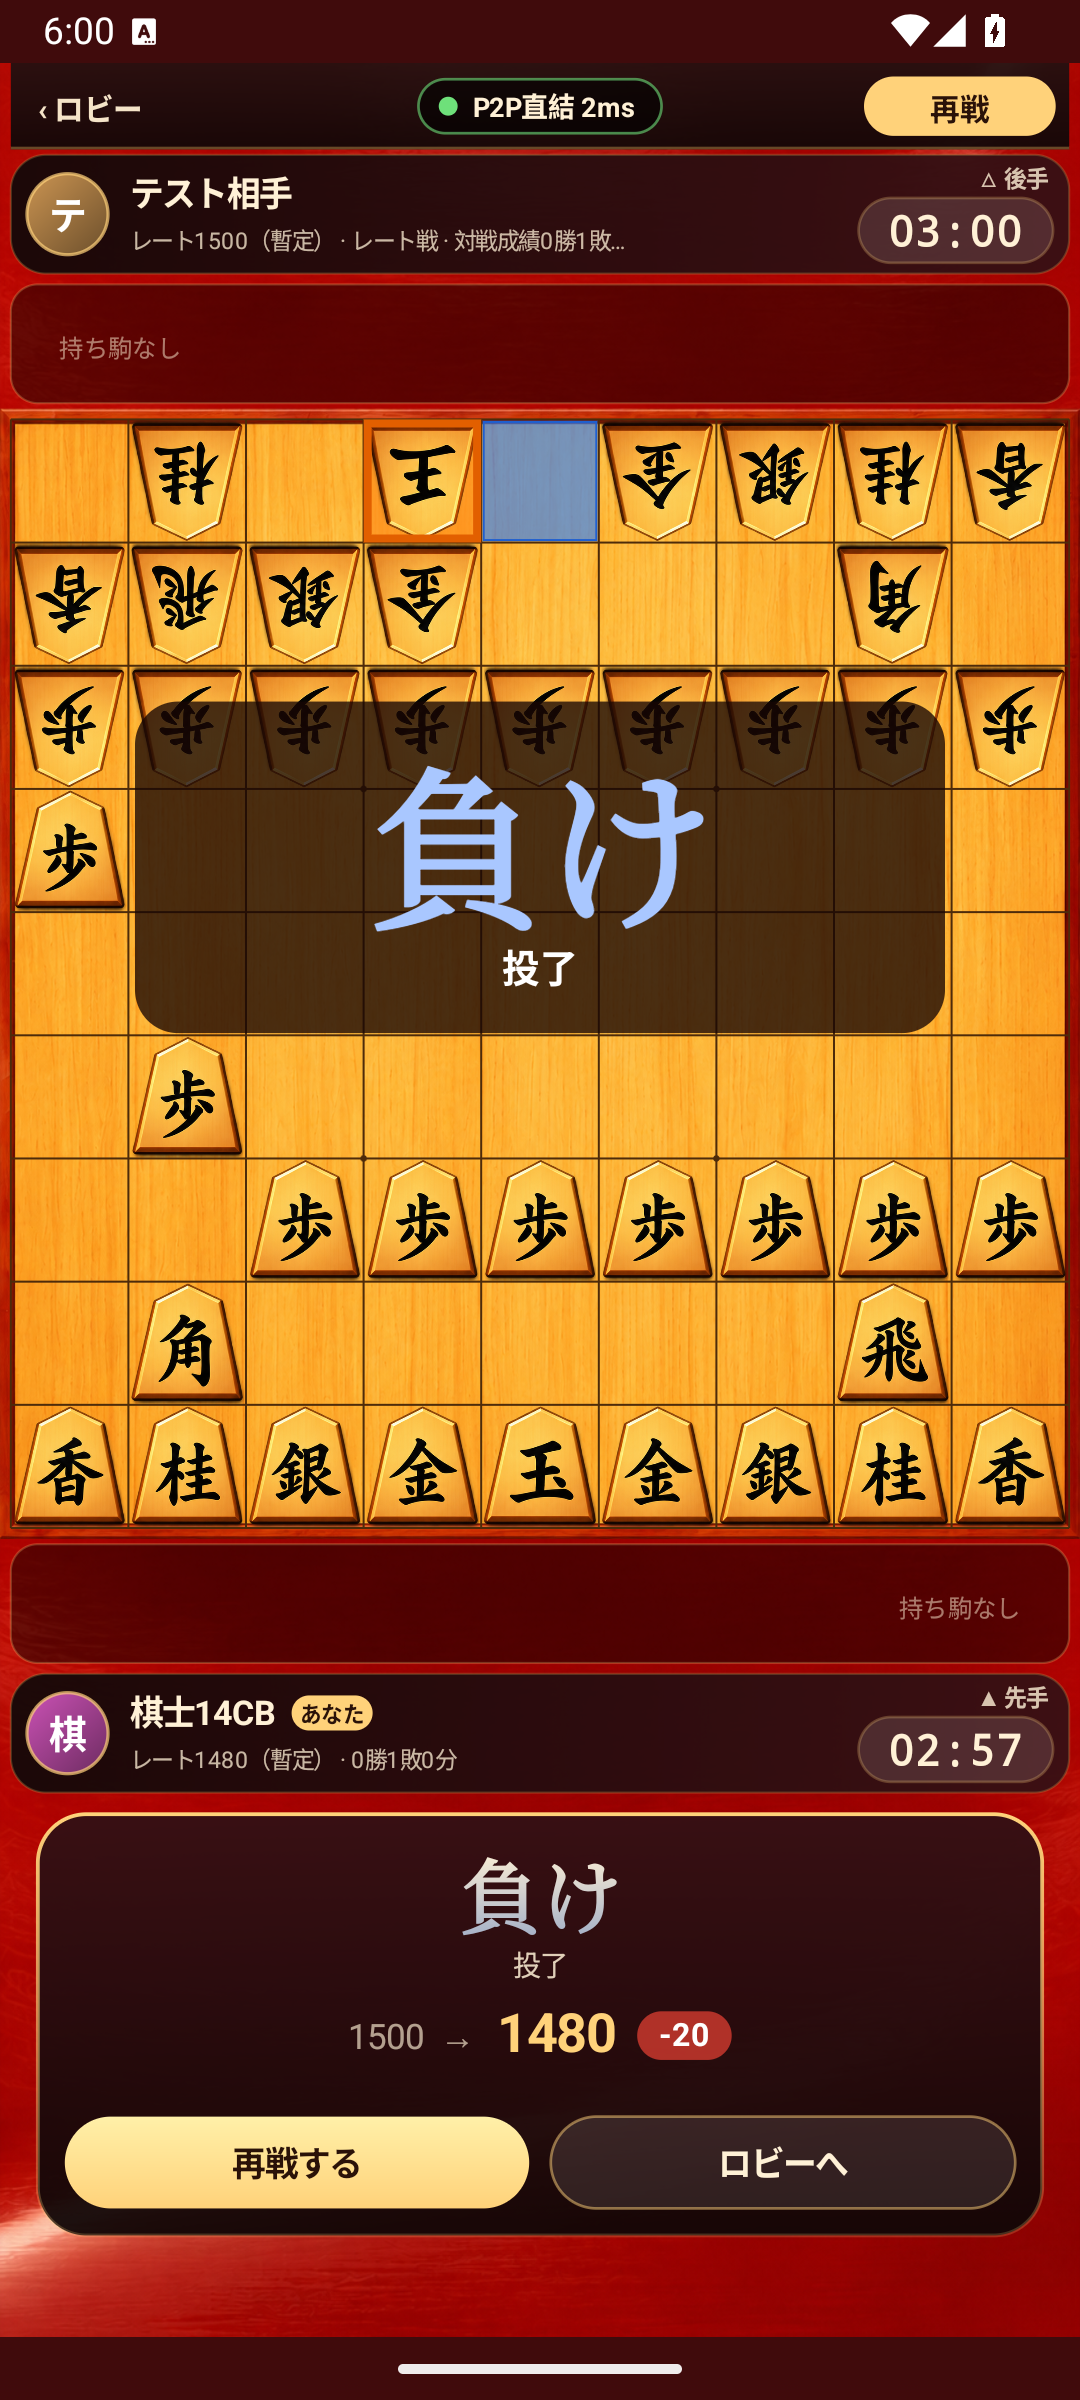 6:00
‹ ロビー
P2P直結 2ms
再戦
テ
テスト相手
レート1500（暫定） · レート戦 · 対戦成績0勝1敗...
△ 後手
03:00
持ち駒なし
桂 王 金 銀 桂 香
香 飛 銀 金 角
歩 歩 歩 歩 歩 歩 歩 歩 歩
歩
負け
投了
歩
歩 歩 歩 歩 歩 歩 歩
角 飛
香 桂 銀 金 玉 金 銀 桂 香
持ち駒なし
棋
棋士14CB あなた
レート1480（暫定） · 0勝1敗0分
▲ 先手
02:57
負け
投了
1500 → 1480 -20
再戦する
ロビーへ